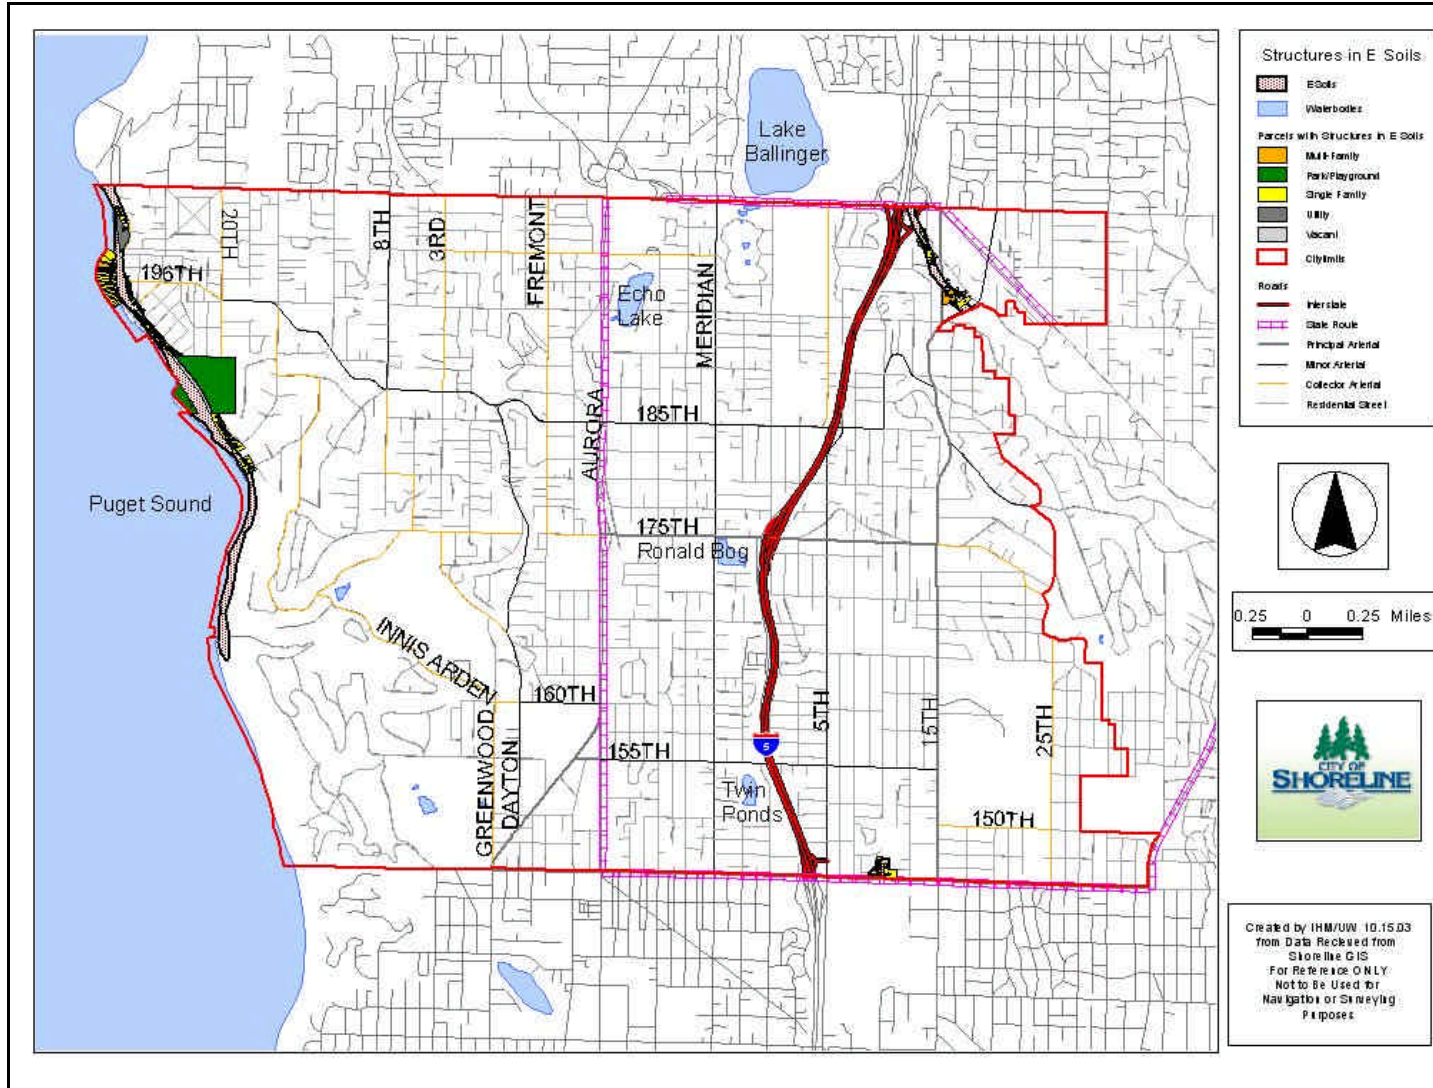 Structures in E Soils
E Soils
Waterbodies
Parcels with Structures in E Soils
Multi-Family
Park/Playground
Single Family
Utility
Vacant
Citylimits
Roads
Interstate
State Route
Principal Arterial
Minor Arterial
Collector Arterial
Residential Street
0.25 0 0.25 Miles
CITY OF
SHORELINE
Created by IHM/UW 10.15.03
from Data Recieved from
Shoreline GIS
For Reference ONLY
Not to Be Used for
Navigation or Surveying
Purposes
Lake
Ballinger
20TH
8TH
3RD
FREMONT
196TH
Echo
Lake
MERIDIAN
AURORA
185TH
Puget Sound
175TH
Ronald Bog
INNIS ARDEN
160TH
GREENWOOD
DAYTON
155TH
5TH
15TH
25TH
5
Twin
Ponds
150TH